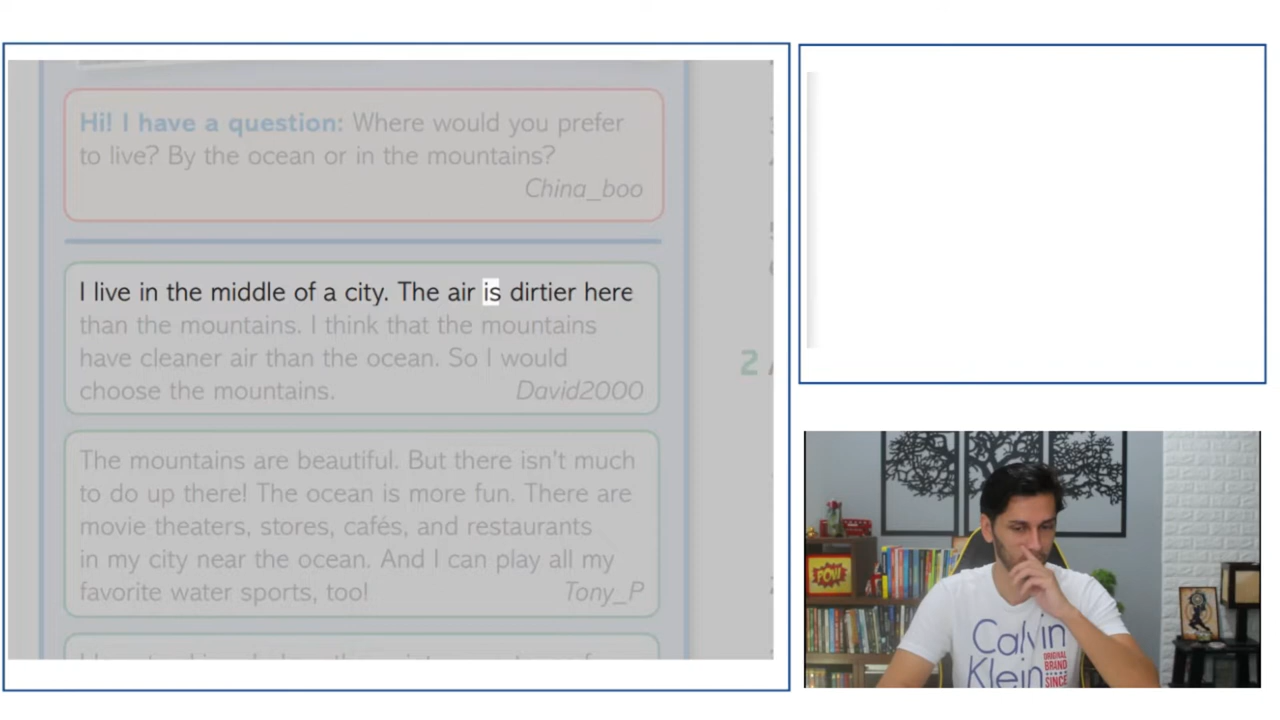 Hi! I have a question: Where would you prefer
to live? By the ocean or in the mountains?
China_boo
I live in the middle of a city. The air is dirtier here
than the mountains. I think that the mountains
have cleaner air than the ocean. So I would
choose the mountains. David2000
The mountains are beautiful. But there isn't much
to do up there! The ocean is more fun. There are
movie theaters, stores, cafés, and restaurants
in my city near the ocean. And I can play all my
favorite water sports, too! Tony_P
2
POW
Calvin
Klein
ORIGINAL
BRAND
SINCE